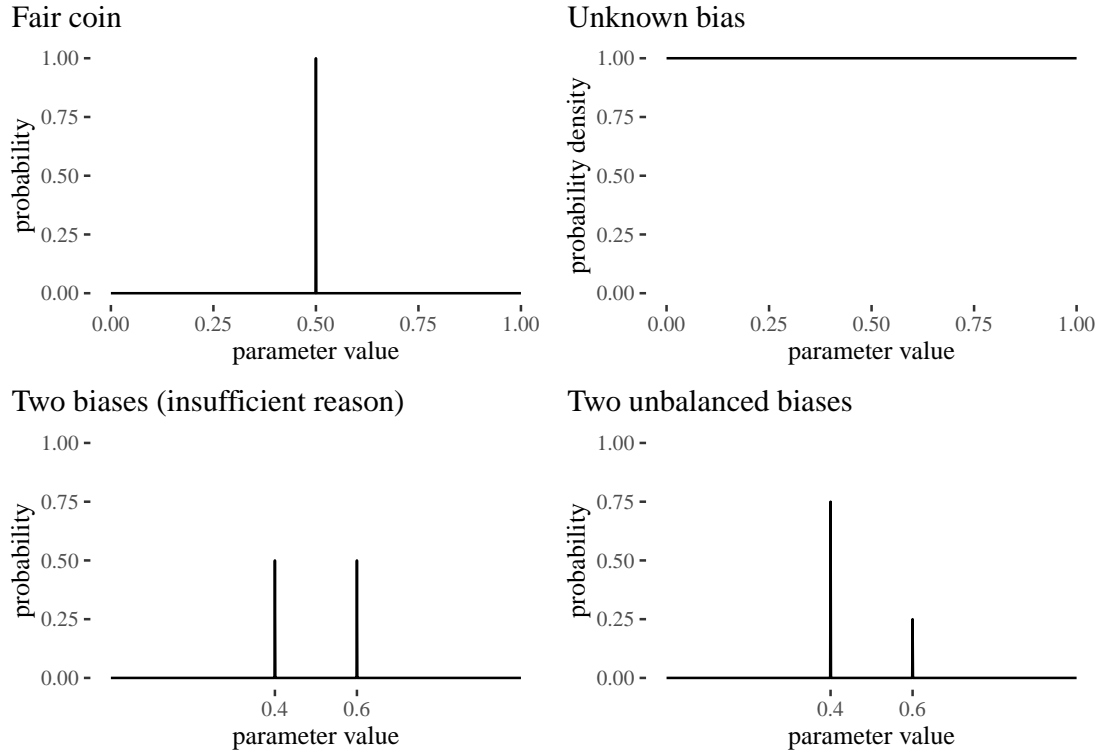 Fair coin
1.00
0.75
0.50
0.25
0.00
probability
0.00 0.25 0.50 0.75 1.00
parameter value
Unknown bias
1.00
0.75
0.50
0.25
0.00
probability density
0.00 0.25 0.50 0.75 1.00
parameter value
Two biases (insufficient reason)
1.00
0.75
0.50
0.25
0.00
probability
0.4 0.6
parameter value
Two unbalanced biases
1.00
0.75
0.50
0.25
0.00
probability
0.4 0.6
parameter value